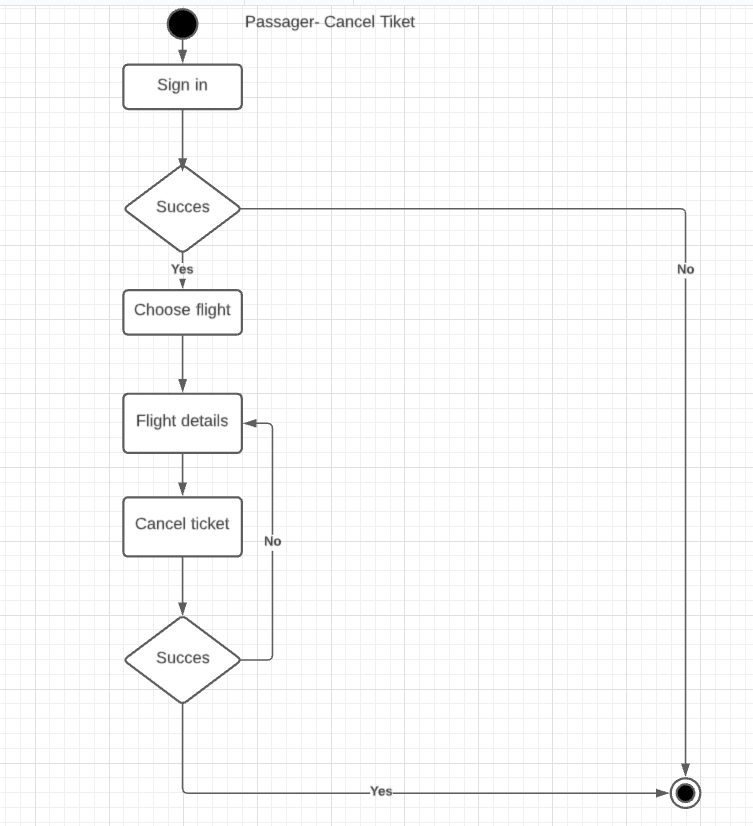 Passager- Cancel Tiket
Sign in
Succes
Yes
No
Choose flight
Flight details
Cancel ticket
No
Succes
Yes